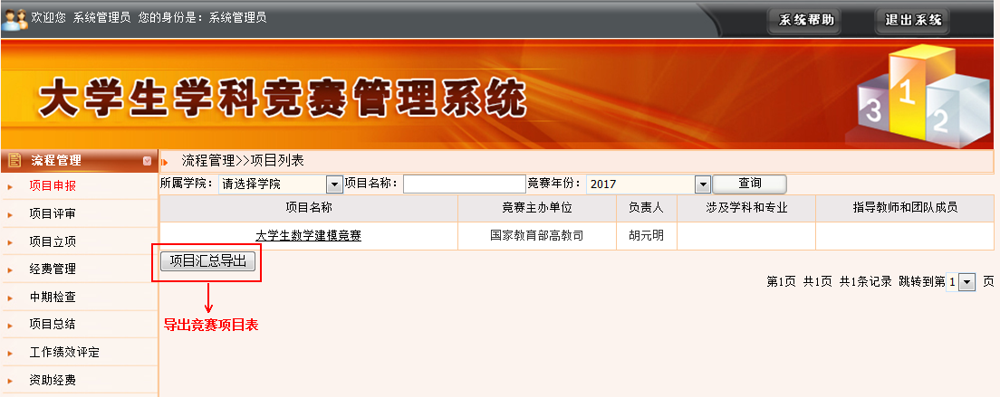 欢迎您 系统管理员 您的身份是：系统管理员
系统帮助 退出系统
大学生学科竞赛管理系统
3 1 2
流程管理
项目申报
项目评审
项目立项
经费管理
中期检查
项目总结
工作绩效评定
资助经费
流程管理>>项目列表
所属学院： 请选择学院 项目名称： 竞赛年份： 2017 查询
项目名称 竞赛主办单位 负责人 涉及学科和专业 指导教师和团队成员
大学生数学建模竞赛 国家教育部高教司 胡元明
项目汇总导出
第1页 共1页 共1条记录 跳转到第 1 页
导出竞赛项目表